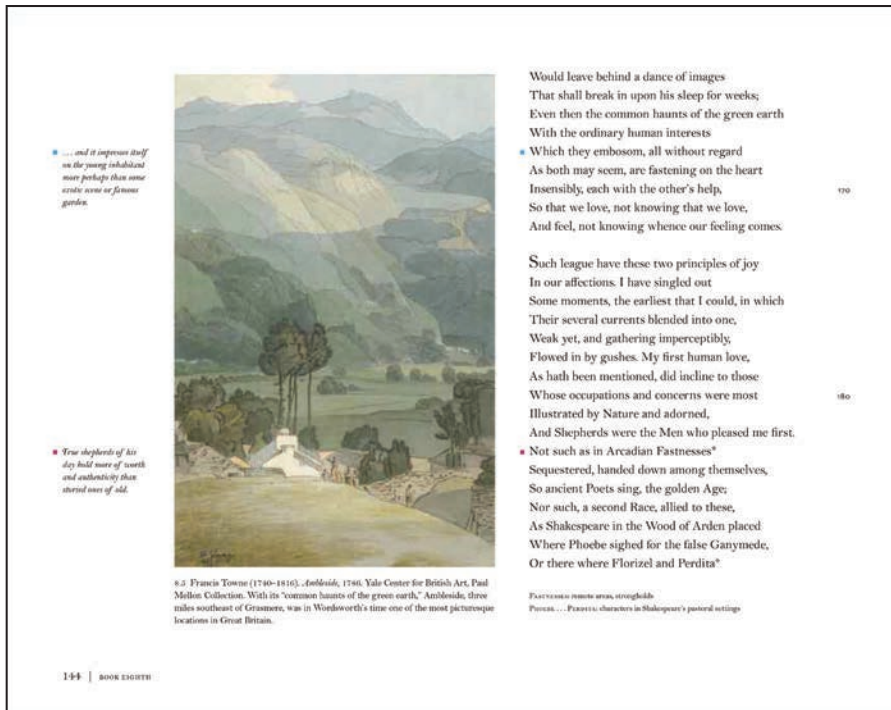 ... and it impresses itself
on the young inhabitant
more perhaps than some
exotic scene or famous
garden.
True shepherds of his
day hold more of worth
and authenticity than
storied ones of old.
8.5 Francis Towne (1740–1816). Ambleside, 1786. Yale Center for British Art, Paul
Mellon Collection. With its “common haunts of the green earth,” Ambleside, three
miles southeast of Grasmere, was in Wordsworth’s time one of the most picturesque
locations in Great Britain.
Would leave behind a dance of images
That shall break in upon his sleep for weeks;
Even then the common haunts of the green earth
With the ordinary human interests
Which they embosom, all without regard
As both may seem, are fastening on the heart
Insensibly, each with the other’s help,
170
So that we love, not knowing that we love,
And feel, not knowing whence our feeling comes.
Such league have these two principles of joy
In our affections. I have singled out
Some moments, the earliest that I could, in which
Their several currents blended into one,
Weak yet, and gathering imperceptibly,
Flowed in by gushes. My first human love,
As hath been mentioned, did incline to those
Whose occupations and concerns were most
180
Illustrated by Nature and adorned,
And Shepherds were the Men who pleased me first.
Not such as in Arcadian Fastnesses*
Sequestered, handed down among themselves,
So ancient Poets sing, the golden Age;
Nor such, a second Race, allied to these,
As Shakespeare in the Wood of Arden placed
Where Phoebe sighed for the false Ganymede,
Or there where Florizel and Perdita*
Fastnesses: remote areas, strongholds
Phoebe . . . Perdita: characters in Shakespeare’s pastoral settings
144 | BOOK EIGHTH